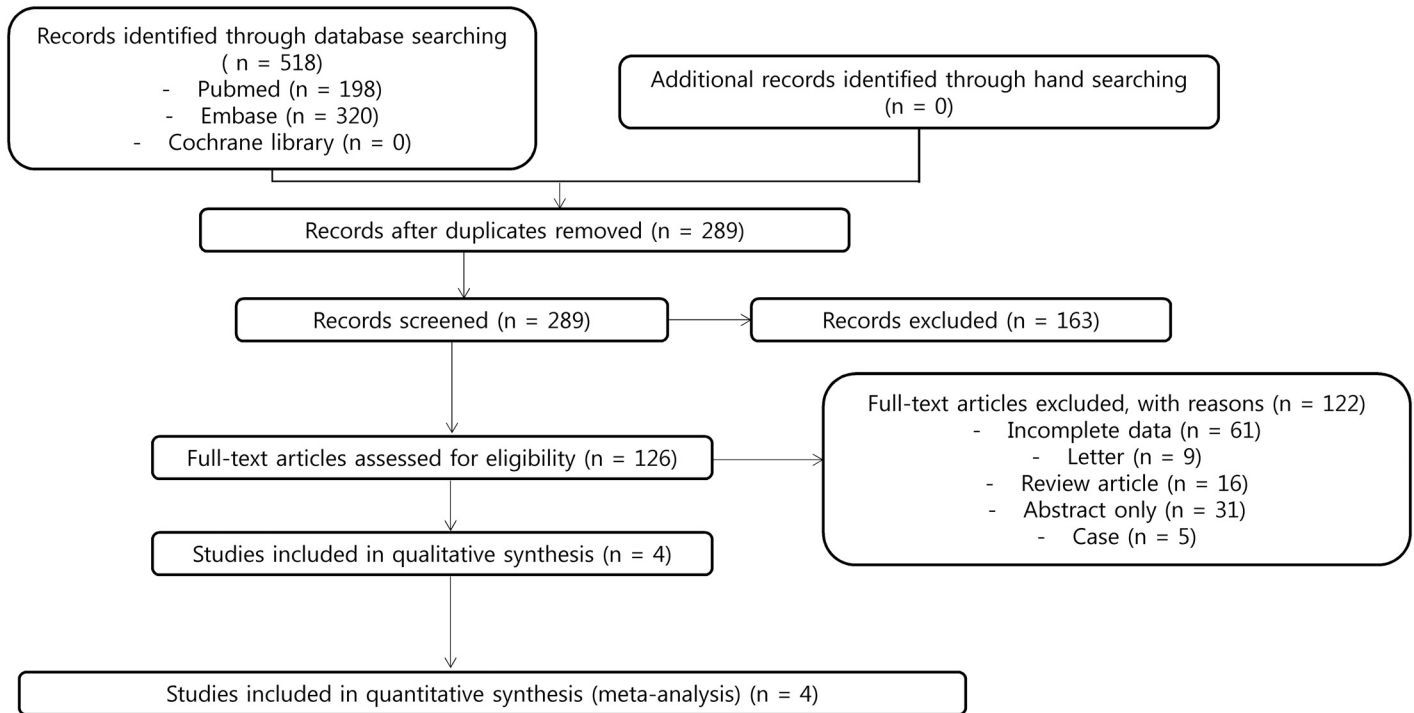 Records identified through database searching
( n = 518)
- Pubmed (n = 198)
- Embase (n = 320)
- Cochrane library (n = 0)
Additional records identified through hand searching
(n = 0)
Records after duplicates removed (n = 289)
Records screened (n = 289)
Records excluded (n = 163)
Full-text articles assessed for eligibility (n = 126)
Full-text articles excluded, with reasons (n = 122)
- Incomplete data (n = 61)
- Letter (n = 9)
- Review article (n = 16)
- Abstract only (n = 31)
- Case (n = 5)
Studies included in qualitative synthesis (n = 4)
Studies included in quantitative synthesis (meta-analysis) (n = 4)